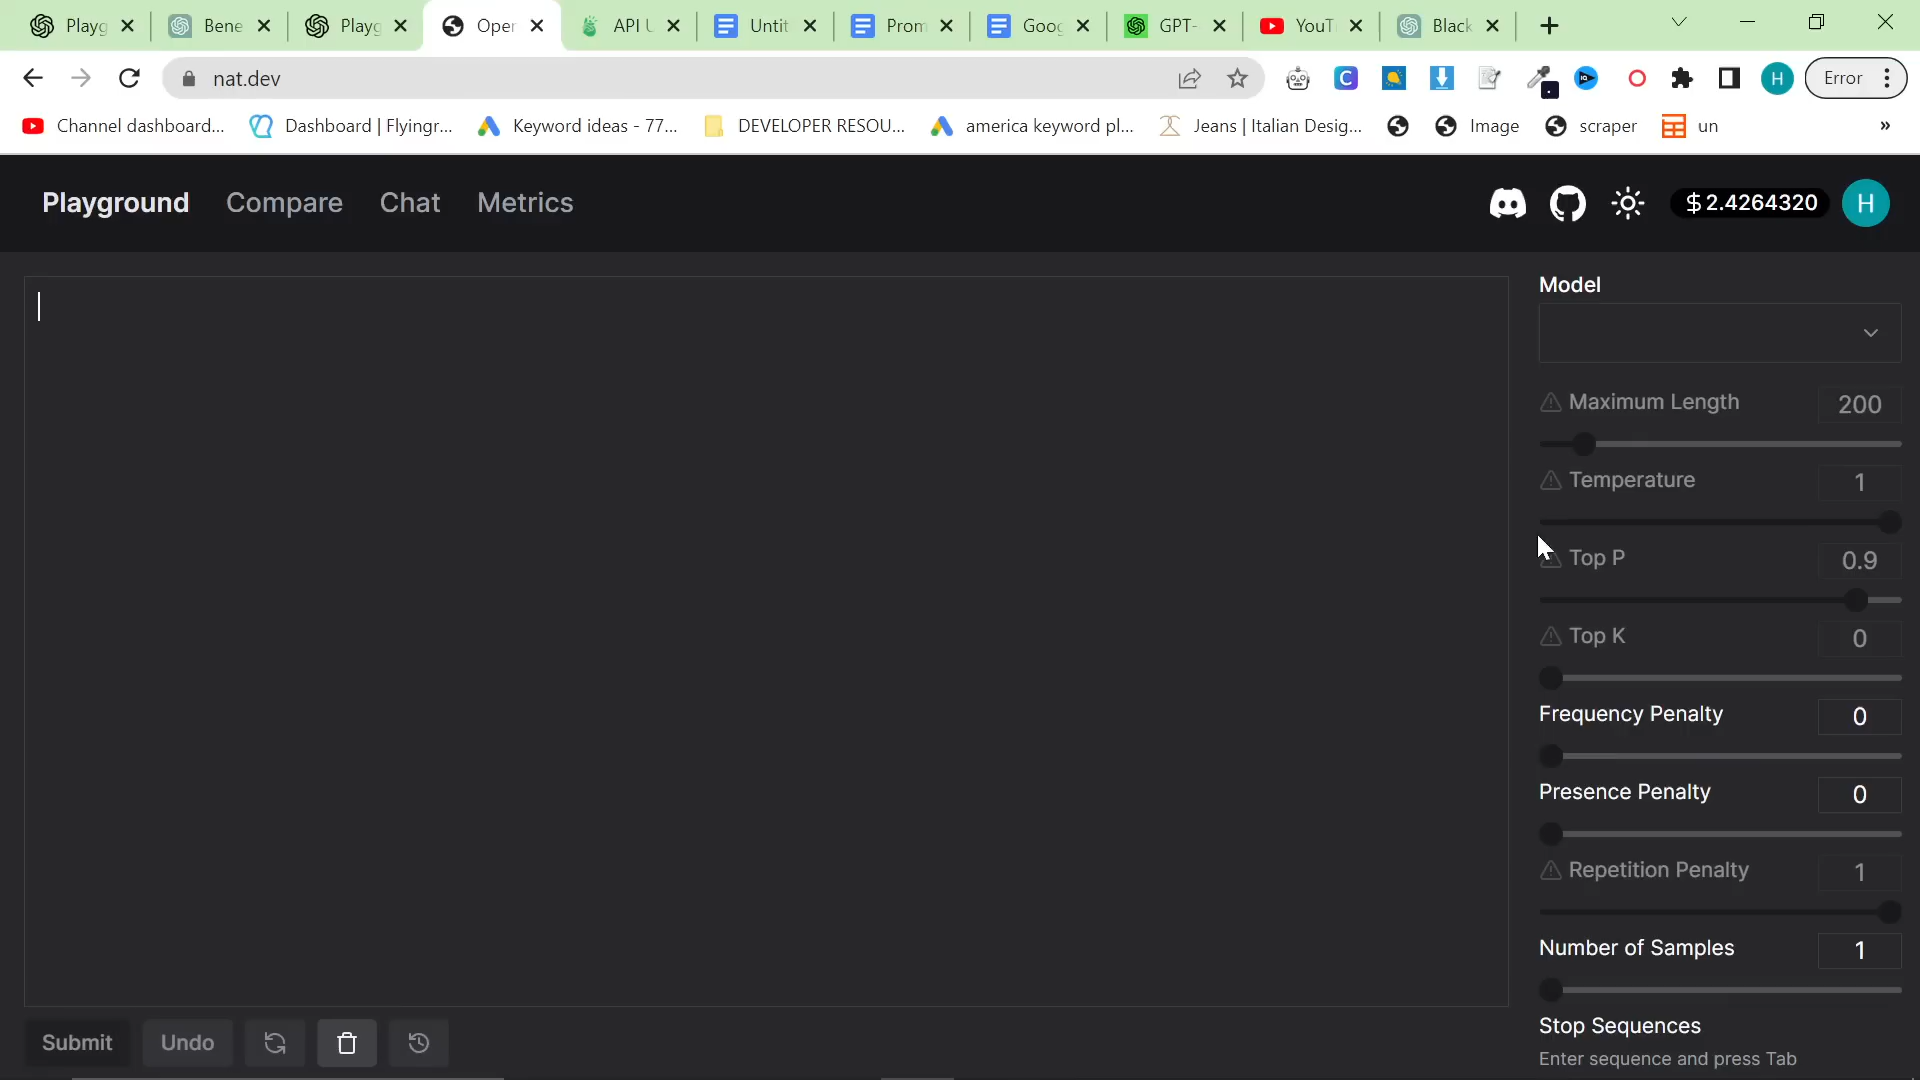 Playg
Bene
Playg
Oper
API U
Untit
Prom
Goog
GPT-
YouT
Black
nat.dev
Error
Channel dashboard...
Dashboard | Flyingr...
Keyword ideas - 77...
DEVELOPER RESOU...
america keyword pl...
Jeans | Italian Desig...
Image
scraper
un
»
Playground
Compare
Chat
Metrics
$2.4264320
H
Model
Maximum Length
200
Temperature
1
Top P
0.9
Top K
0
Frequency Penalty
0
Presence Penalty
0
Repetition Penalty
1
Number of Samples
1
Stop Sequences
Enter sequence and press Tab
Submit
Undo